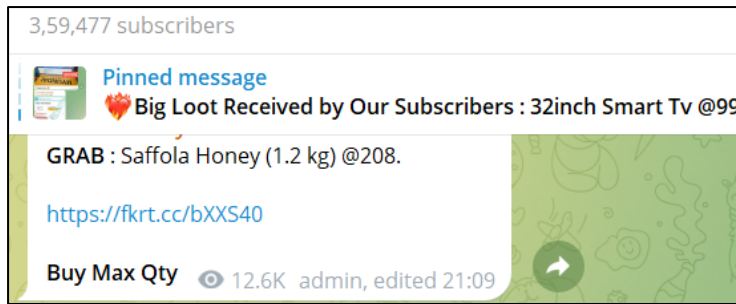 3,59,477 subscribers
Pinned message
❤️‍🔥Big Loot Received by Our Subscribers : 32inch Smart Tv @99
GRAB : Saffola Honey (1.2 kg) @208.
https://fkrt.cc/bXXS40
Buy Max Qty 12.6K admin, edited 21:09